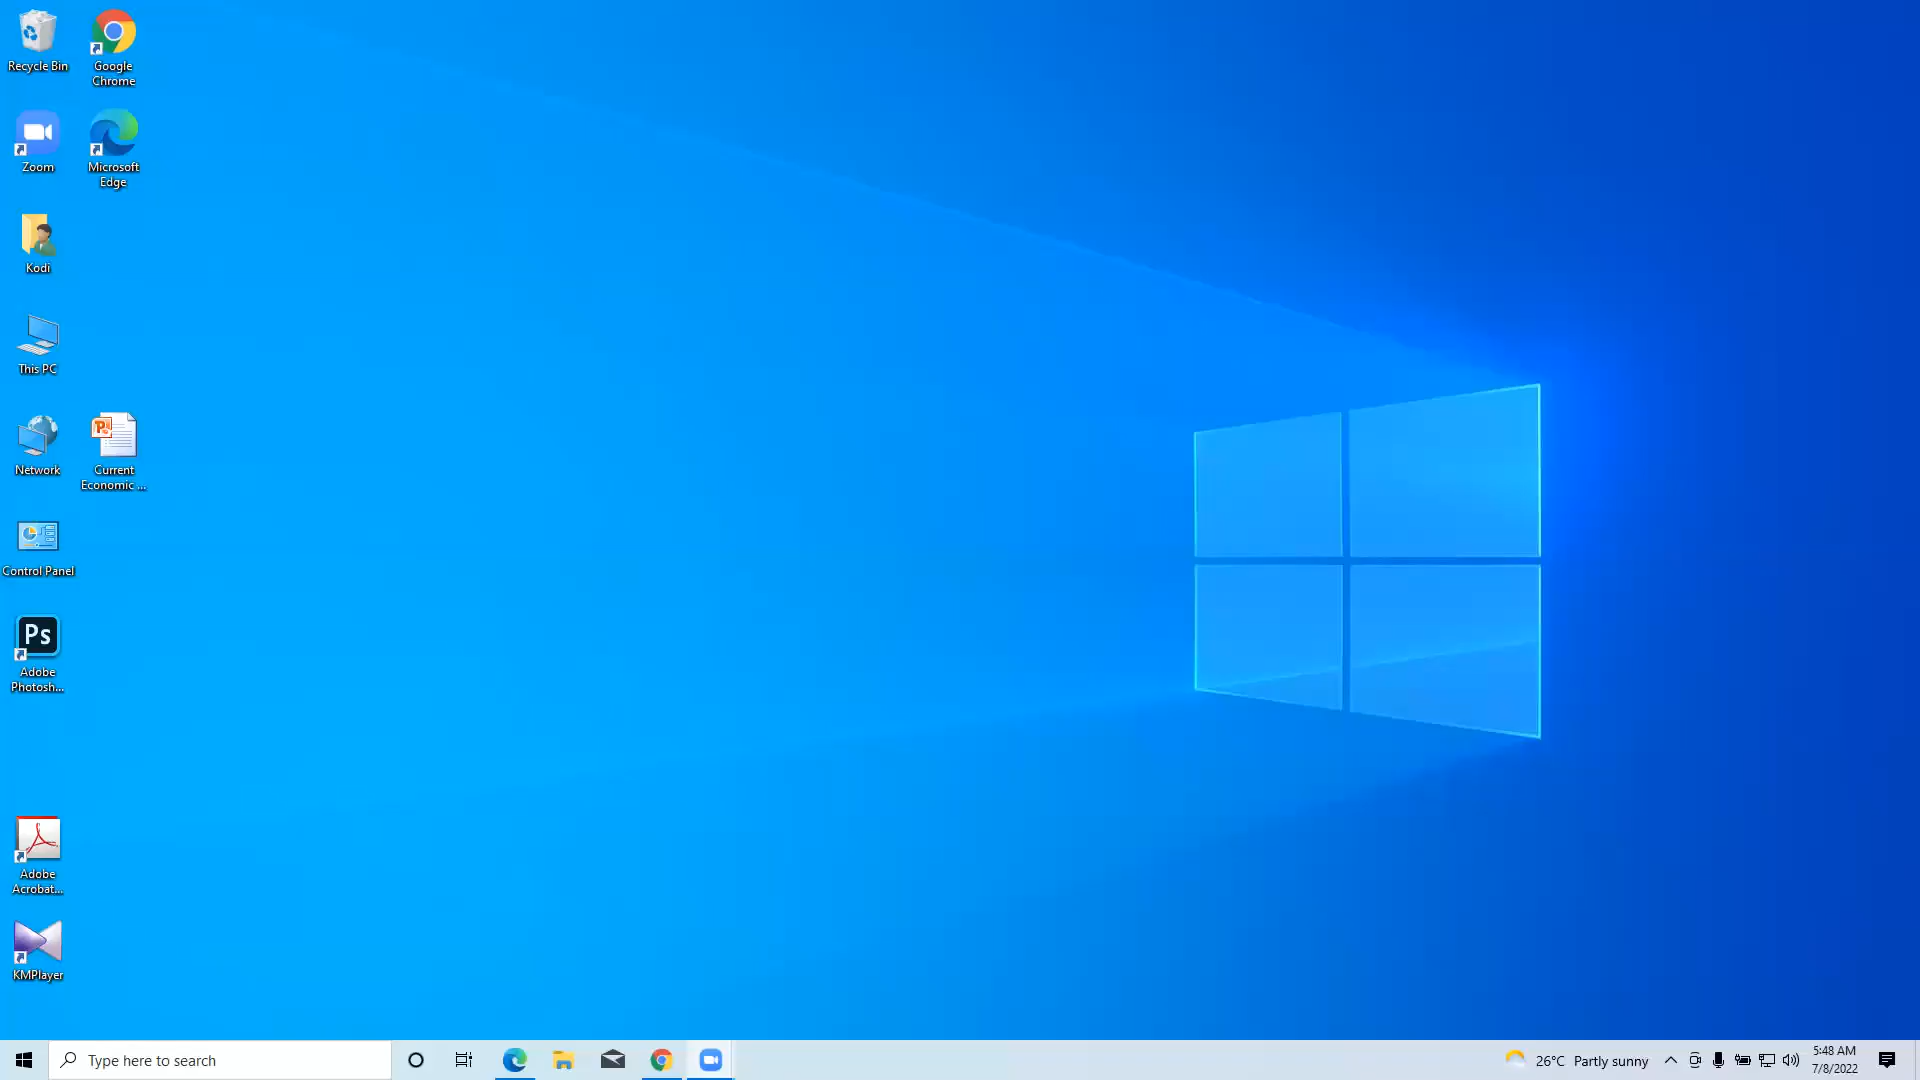 Recycle Bin
Google
Chrome
Zoom
Microsoft
Edge
Kodi
This PC
Network
Current
Economic ...
Control Panel
Ps
Adobe
Photosh...
Adobe
Acrobat...
KMPlayer
Type here to search
26°C Partly sunny
5:48 AM
7/8/2022